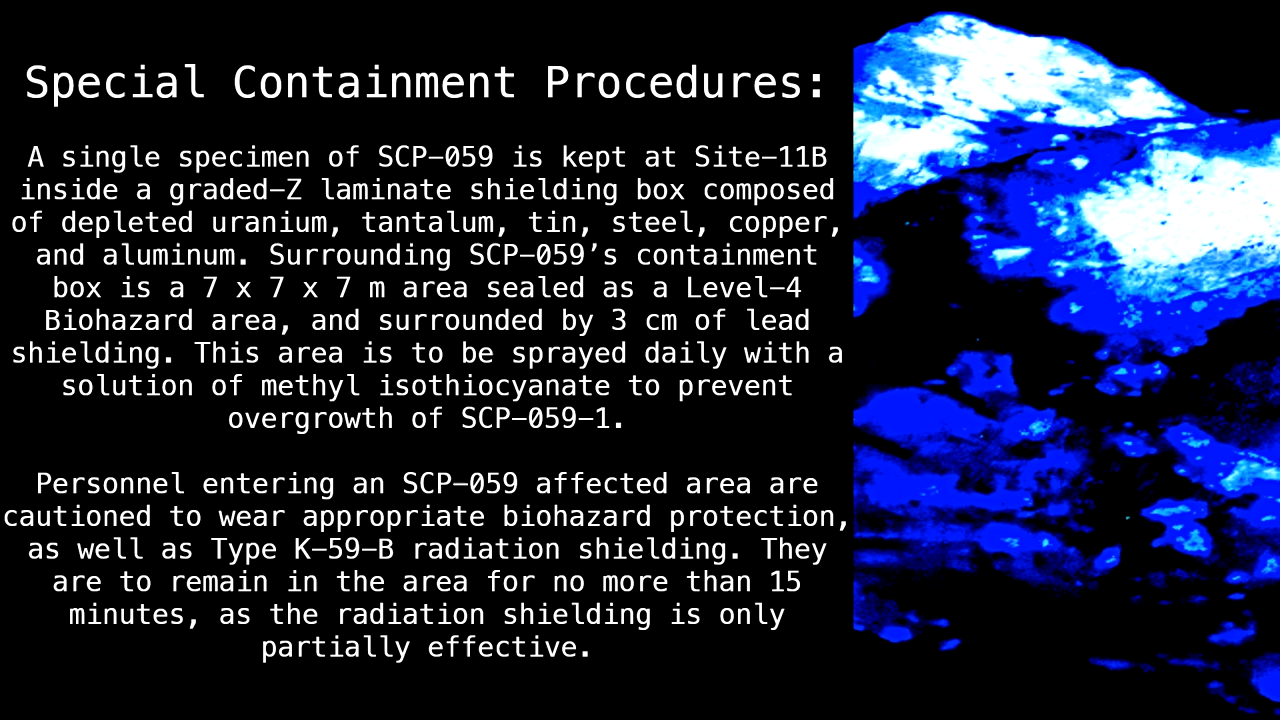 Special Containment Procedures:
A single specimen of SCP–059 is kept at Site–11B
inside a graded–Z laminate shielding box composed
of depleted uranium, tantalum, tin, steel, copper,
and aluminum. Surrounding SCP–059’s containment
box is a 7 x 7 x 7 m area sealed as a Level–4
Biohazard area, and surrounded by 3 cm of lead
shielding. This area is to be sprayed daily with a
solution of methyl isothiocyanate to prevent
overgrowth of SCP–059–1.
Personnel entering an SCP–059 affected area are
cautioned to wear appropriate biohazard protection,
as well as Type K–59–B radiation shielding. They
are to remain in the area for no more than 15
minutes, as the radiation shielding is only
partially effective.